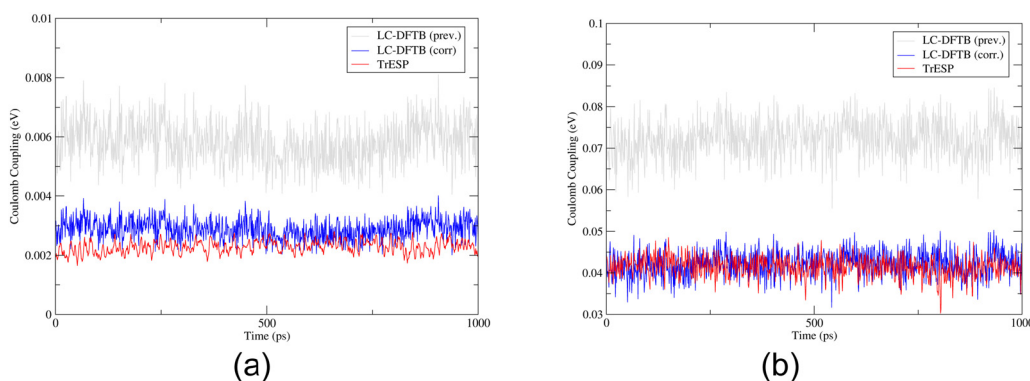 0.01
0.008
0.006
0.004
0.002
0
Coulomb Coupling (eV)
LC-DFTB (prev.)
LC-DFTB (corr)
TrESP
0
500
1000
Time (ps)
(a)
0.1
0.09
0.08
0.07
0.06
0.05
0.04
0.03
Coulomb Coupling (eV)
LC-DFTB (prev.)
LC-DFTB (corr.)
TrESP
0
500
1000
Time (ps)
(b)